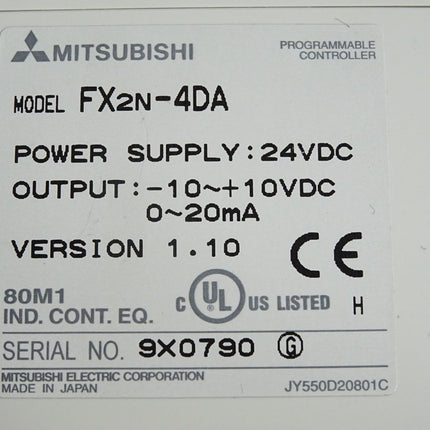 MITSUBISHI
PROGRAMMABLE
CONTROLLER
MODEL FX2N-4DA
POWER SUPPLY:24VDC
OUTPUT:-10~+10VDC
0~20mA
VERSION 1.10
CE
80M1
IND. CONT. EQ.
C UL US LISTED H
SERIAL NO. 9X0790 G
MITSUBISHI ELECTRIC CORPORATION
MADE IN JAPAN
JY550D20801C